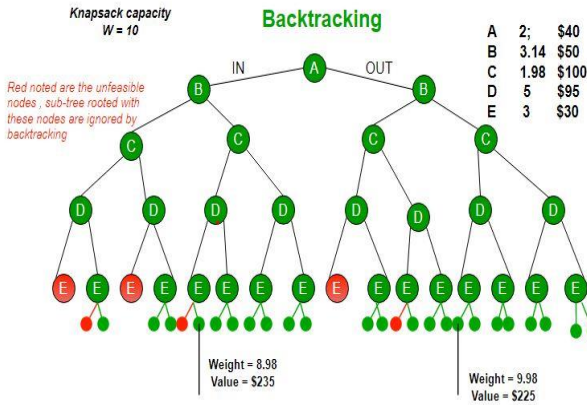 Knapsack capacity
W = 10
Backtracking
A 2; $40
B 3.14 $50
C 1.98 $100
D 5 $95
E 3 $30
Red noted are the unfeasible
nodes , sub-tree rooted with
these nodes are ignored by
backtracking
IN A OUT
B B
C C C C
D D D D D D D D
E E E E E E E E E E E E E E
Weight = 8.98
Value = $235
Weight = 9.98
Value = $225